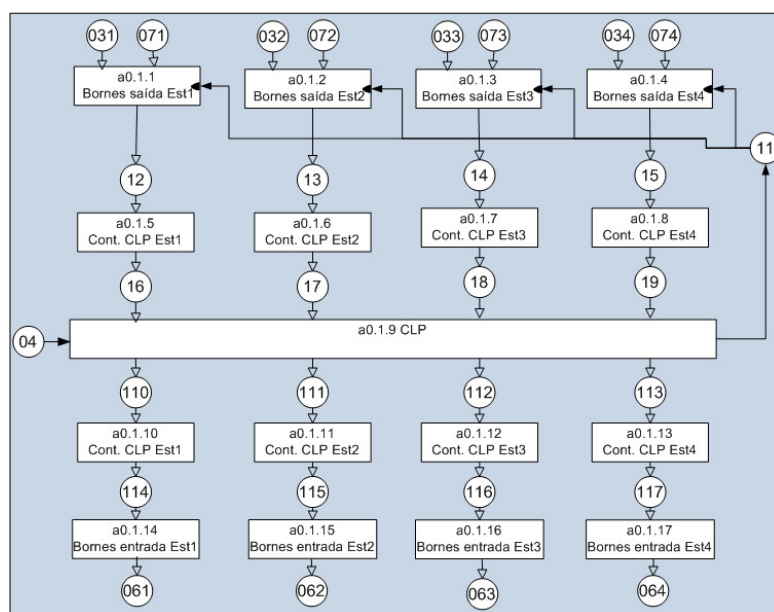 031 071 032 072 033 073 034 074
a0.1.1
Bornes saída Est1
a0.1.2
Bornes saída Est2
a0.1.3
Bornes saída Est3
a0.1.4
Bornes saída Est4
11
12 13 14 15
a0.1.5
Cont. CLP Est1
a0.1.6
Cont. CLP Est2
a0.1.7
Cont. CLP Est3
a0.1.8
Cont. CLP Est4
16 17 18 19
04
a0.1.9 CLP
110 111 112 113
a0.1.10
Cont. CLP Est1
a0.1.11
Cont. CLP Est2
a0.1.12
Cont. CLP Est3
a0.1.13
Cont. CLP Est4
114 115 116 117
a0.1.14
Bornes entrada Est1
a0.1.15
Bornes entrada Est2
a0.1.16
Bornes entrada Est3
a0.1.17
Bornes entrada Est4
061 062 063 064